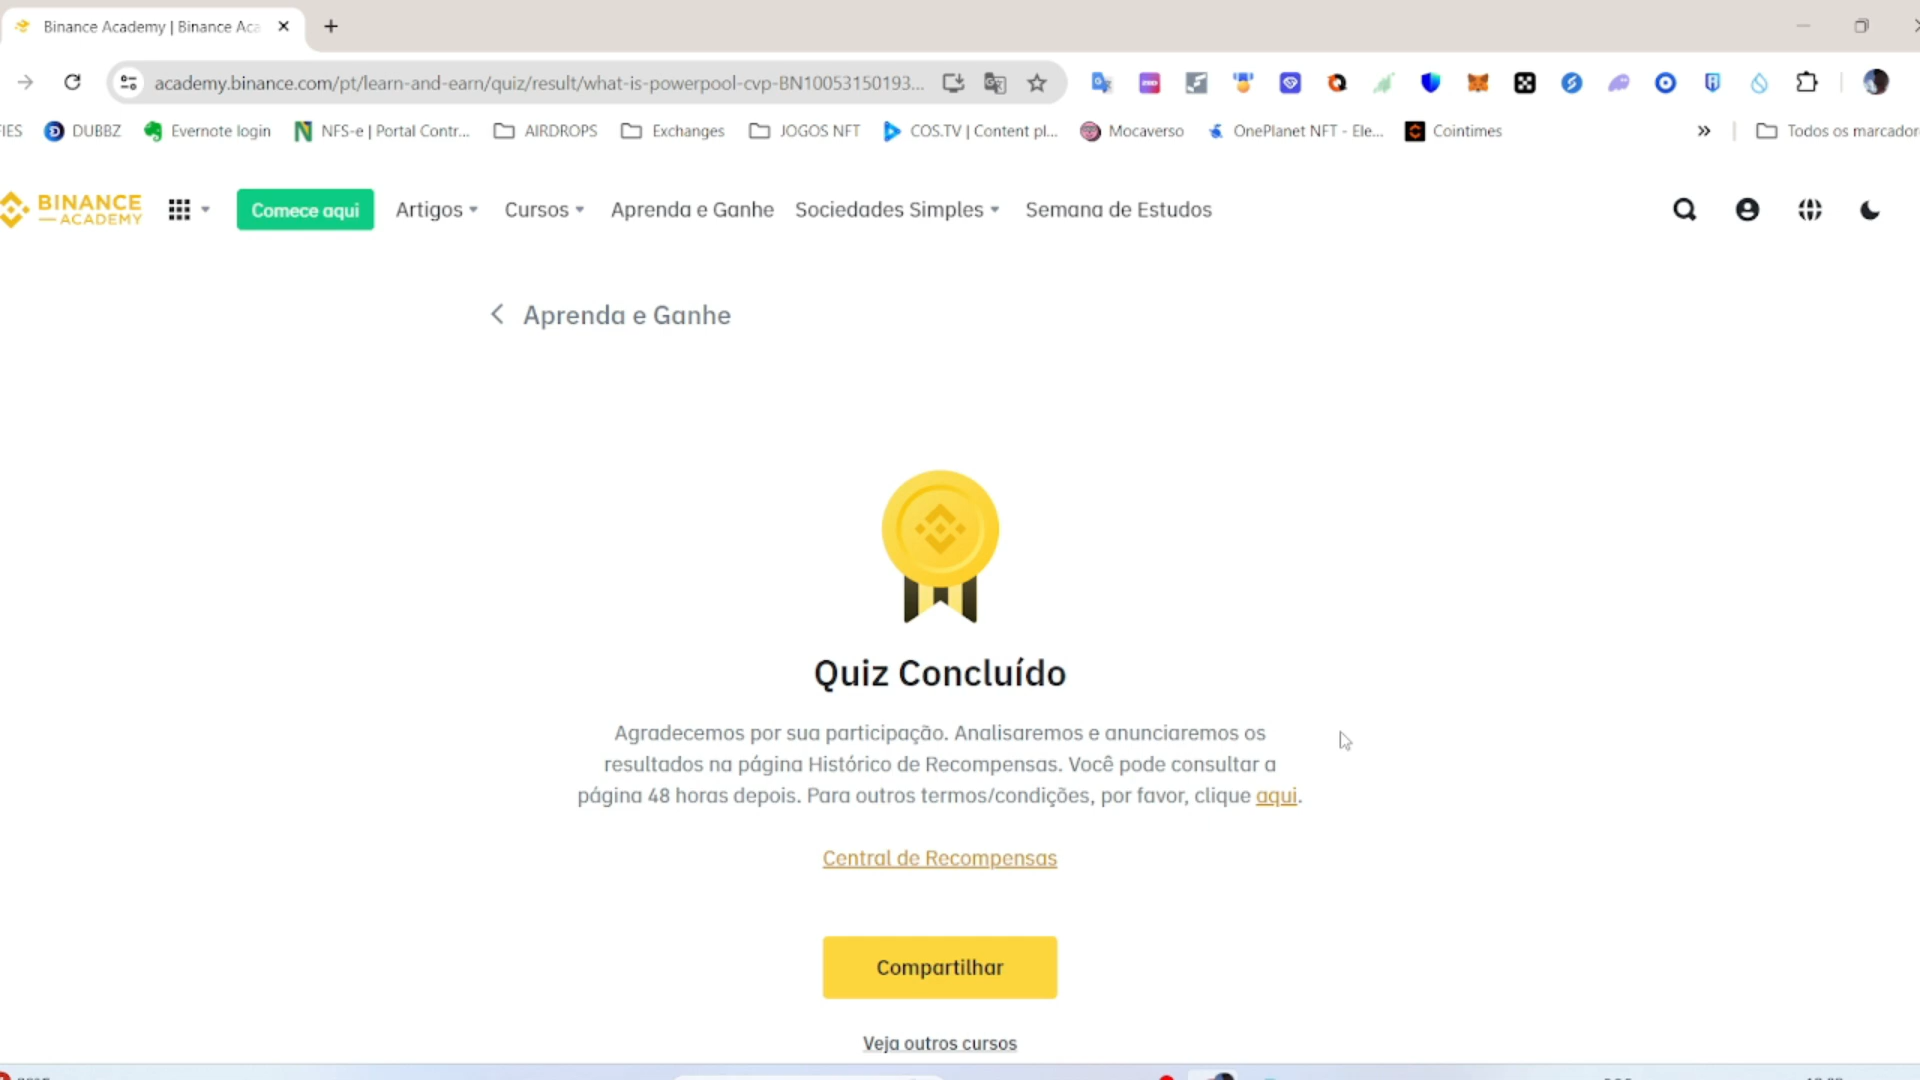 Binance Academy | Binance Aca
academy.binance.com/pt/learn-and-earn/quiz/result/what-is-powerpool-cvp-BN10053150193...
DUBBZ
Evernote login
NFS-e | Portal Contr...
AIRDROPS
Exchanges
JOGOS NFT
COS.TV | Content pl...
Mocaverso
OnePlanet NFT - Ele...
Cointimes
»
Todos os marcador
BINANCE
ACADEMY
Comece aqui
Artigos
Cursos
Aprenda e Ganhe
Sociedades Simples
Semana de Estudos
Aprenda e Ganhe
Quiz Concluído
Agradecemos por sua participação. Analisaremos e anunciaremos os
resultados na página Histórico de Recompensas. Você pode consultar a
página 48 horas depois. Para outros termos/condições, por favor, clique aqui.
Central de Recompensas
Compartilhar
Veja outros cursos